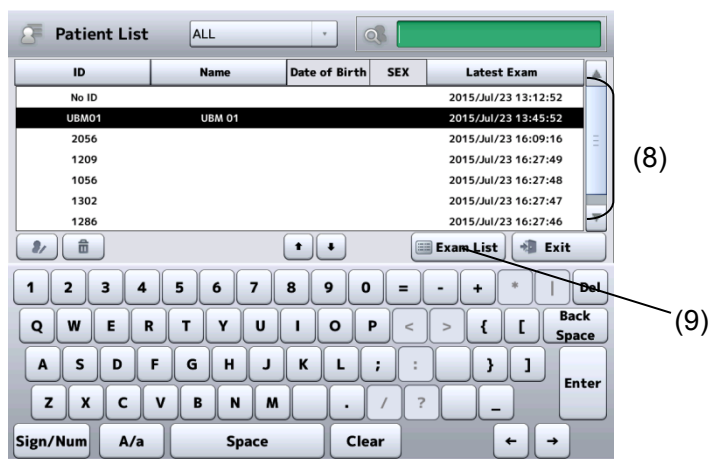 Patient List ALL
ID Name Date of Birth SEX Latest Exam
No ID 2015/Jul/23 13:12:52
UBM01 UBM 01 2015/Jul/23 13:45:52
2056 2015/Jul/23 16:09:16
1209 2015/Jul/23 16:27:49
1056 2015/Jul/23 16:27:48
1302 2015/Jul/23 16:27:47
1286 2015/Jul/23 16:27:46
(8)
Exam List Exit
1 2 3 4 5 6 7 8 9 0 = - + * | Del
Q W E R T Y U I O P < > { [ Back Space
(9)
A S D F G H J K L ; : } ] Enter
Z X C V B N M . / ? _
Sign/Num A/a Space Clear ← →